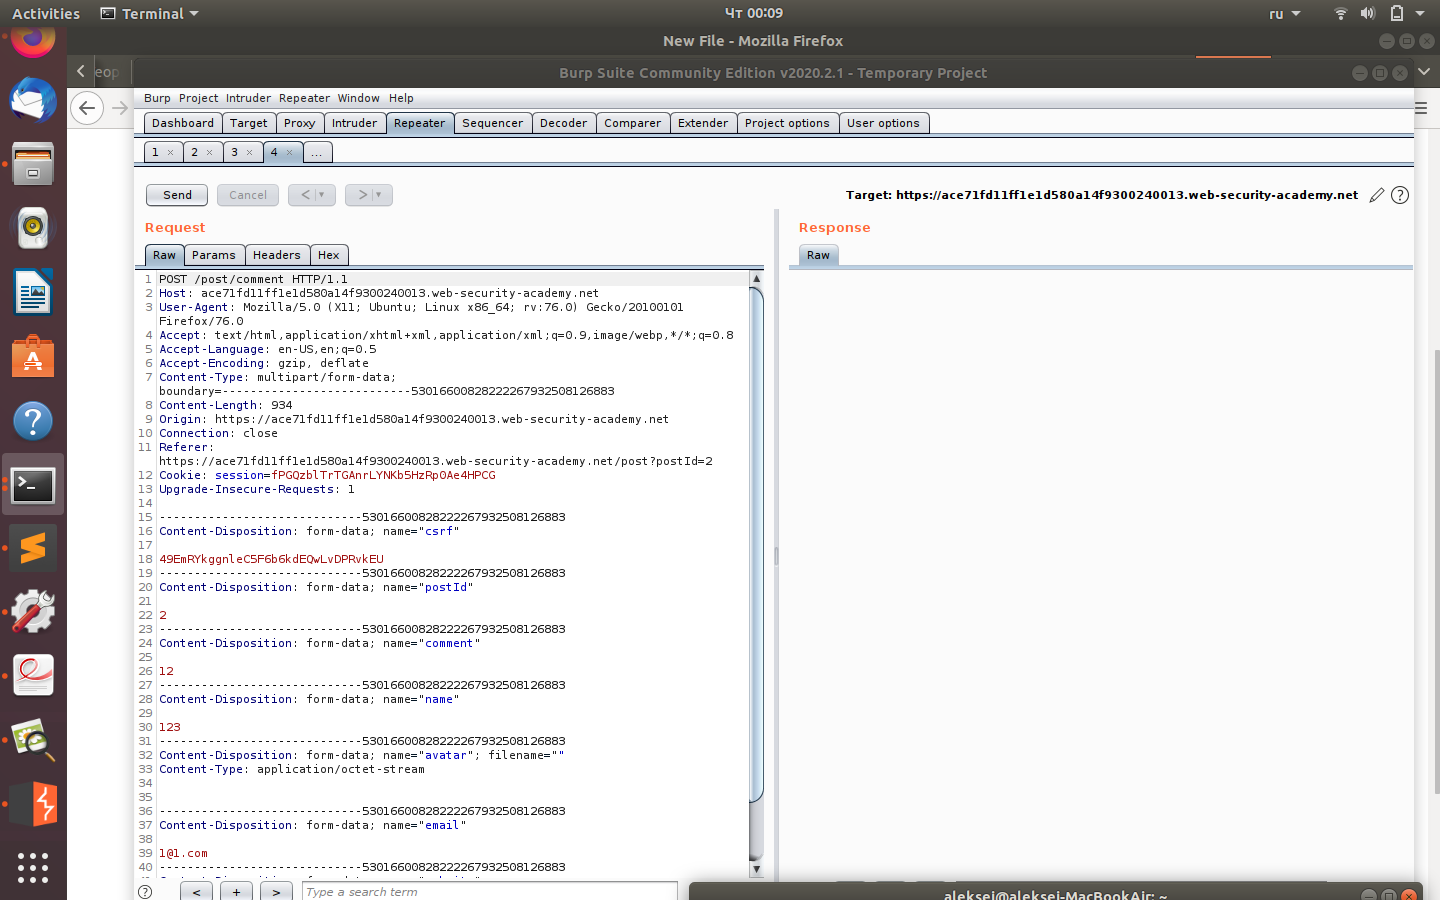 Activities Terminal Чт 00:09 ru
New File - Mozilla Firefox
eop Burp Suite Community Edition v2020.2.1 - Temporary Project
Burp Project Intruder Repeater Window Help
Dashboard Target Proxy Intruder Repeater Sequencer Decoder Comparer Extender Project options User options
1 × 2 × 3 × 4 × ...
Send Cancel < > Target: https://ace71fd11ff1e1d580a14f9300240013.web-security-academy.net
Request
Raw Params Headers Hex
1 POST /post/comment HTTP/1.1
2 Host: ace71fd11ff1e1d580a14f9300240013.web-security-academy.net
3 User-Agent: Mozilla/5.0 (X11; Ubuntu; Linux x86_64; rv:76.0) Gecko/20100101
Firefox/76.0
4 Accept: text/html,application/xhtml+xml,application/xml;q=0.9,image/webp,*/*;q=0.8
5 Accept-Language: en-US,en;q=0.5
6 Accept-Encoding: gzip, deflate
7 Content-Type: multipart/form-data;
boundary=---------------------------530166008282222679325081​26883
8 Content-Length: 934
9 Origin: https://ace71fd11ff1e1d580a14f9300240013.web-security-academy.net
10 Connection: close
11 Referer:
https://ace71fd11ff1e1d580a14f9300240013.web-security-academy.net/post?postId=2
12 Cookie: session=fPGQzblTrTGAnrLYNKb5HzRp0Ae4HPCG
13 Upgrade-Insecure-Requests: 1
14
15 -----------------------------53016600828222267932508126883
16 Content-Disposition: form-data; name="csrf"
17
18 49EmRYkggnleC5F6b6kdEQwLvDPRvkEU
19 -----------------------------53016600828222267932508126883
20 Content-Disposition: form-data; name="postId"
21
22 2
23 -----------------------------53016600828222267932508126883
24 Content-Disposition: form-data; name="comment"
25
26 12
27 -----------------------------53016600828222267932508126883
28 Content-Disposition: form-data; name="name"
29
30 123
31 -----------------------------53016600828222267932508126883
32 Content-Disposition: form-data; name="avatar"; filename=""
33 Content-Type: application/octet-stream
34
35
36 -----------------------------53016600828222267932508126883
37 Content-Disposition: form-data; name="email"
38
39 1@1.com
40 -----------------------------53016600828222267932508126883
< + > Type a search term
Response
Raw
aleksei@aleksei-MacBookAir: ~